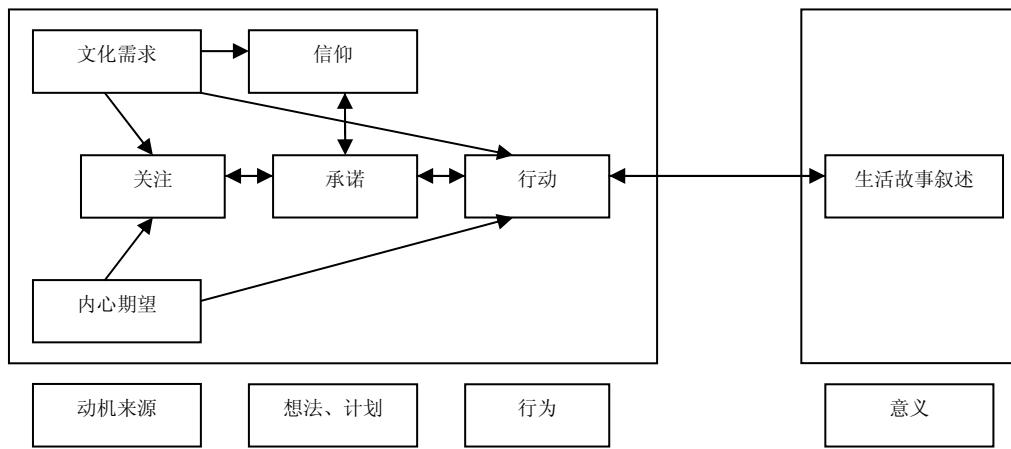 文化需求
信仰
关注
承诺
行动
生活故事叙述
内心期望
动机来源
想法、计划
行为
意义